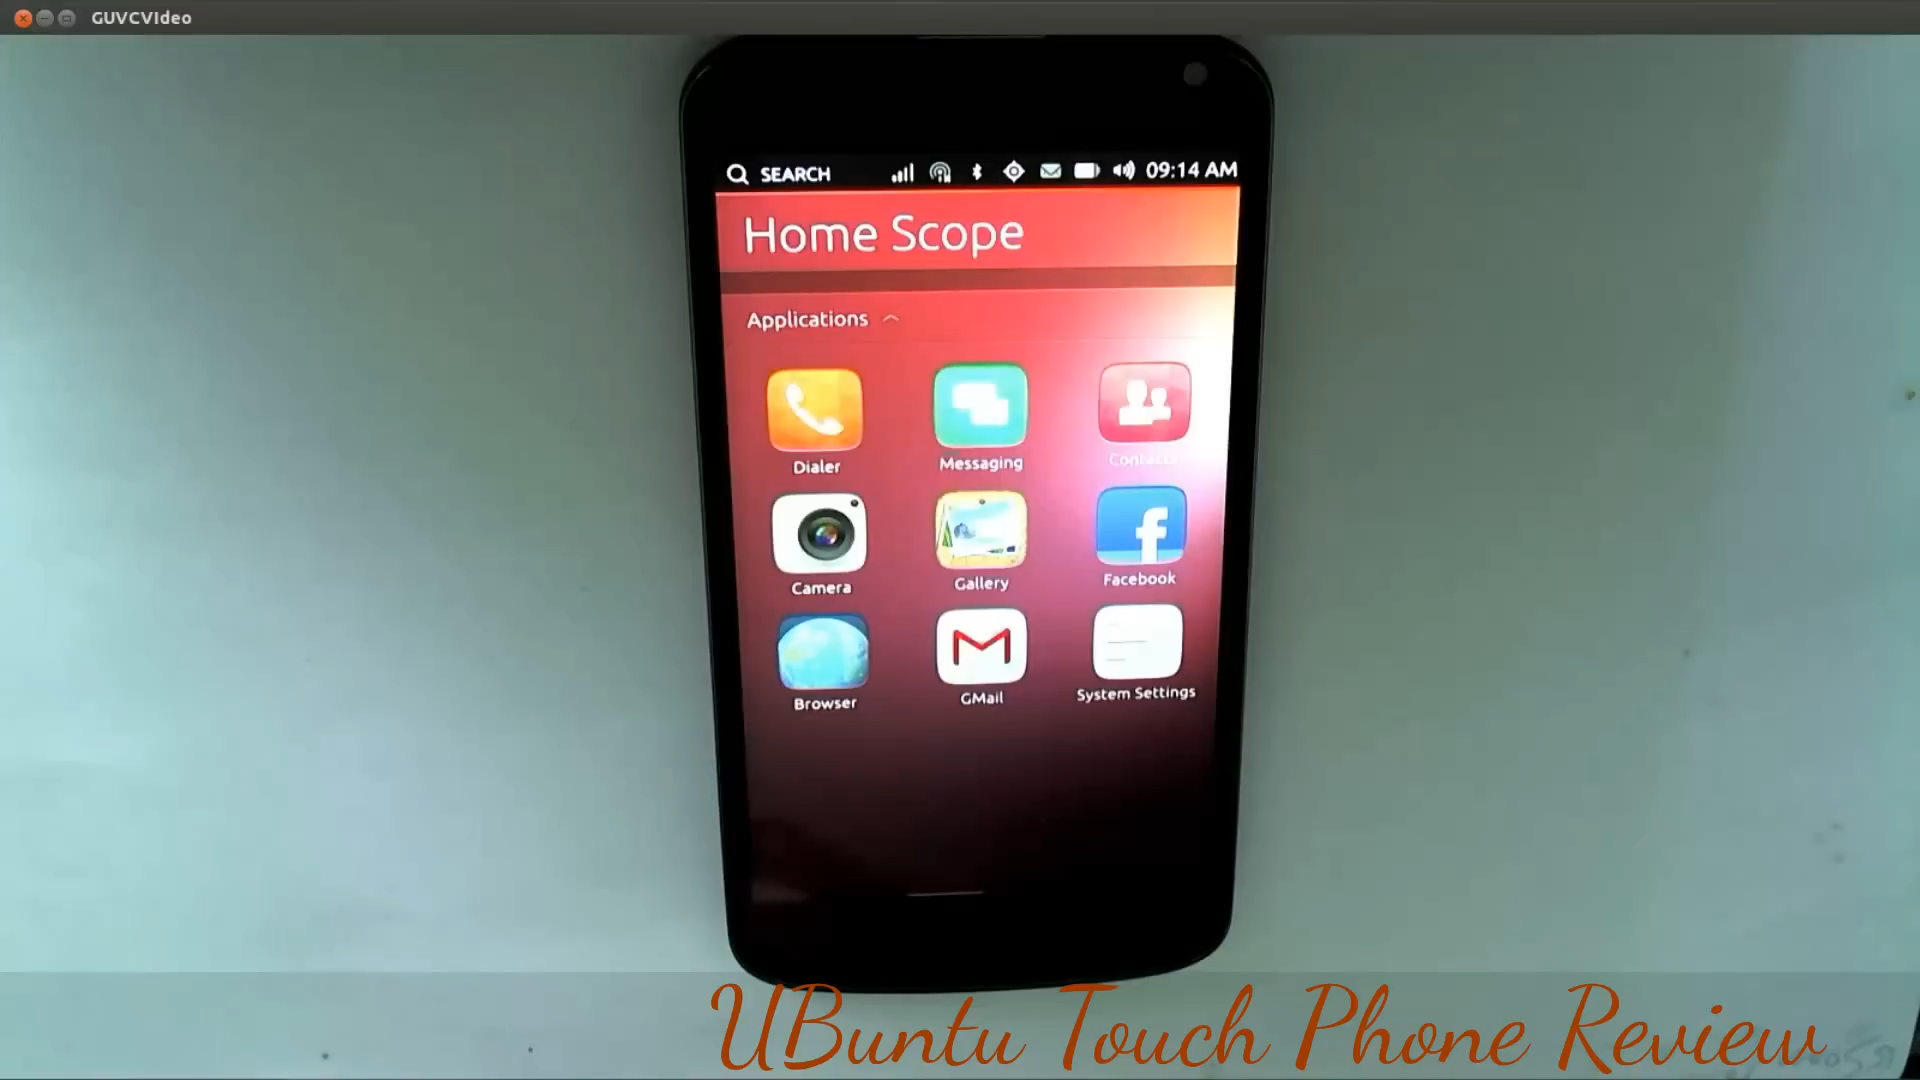 GUVCVIdeo
SEARCH 09:14 AM
Home Scope
Applications
Dialer Messaging Contacts
Camera Gallery Facebook
Browser GMail System Settings
UBuntu Touch Phone Review